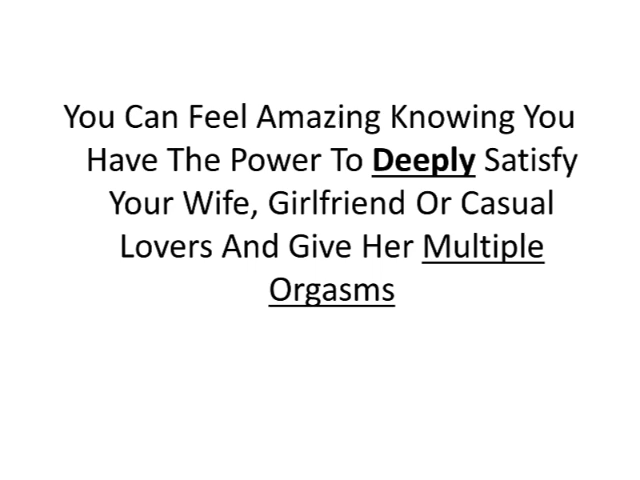 You Can Feel Amazing Knowing You
Have The Power To Deeply Satisfy
Your Wife, Girlfriend Or Casual
Lovers And Give Her Multiple
Orgasms